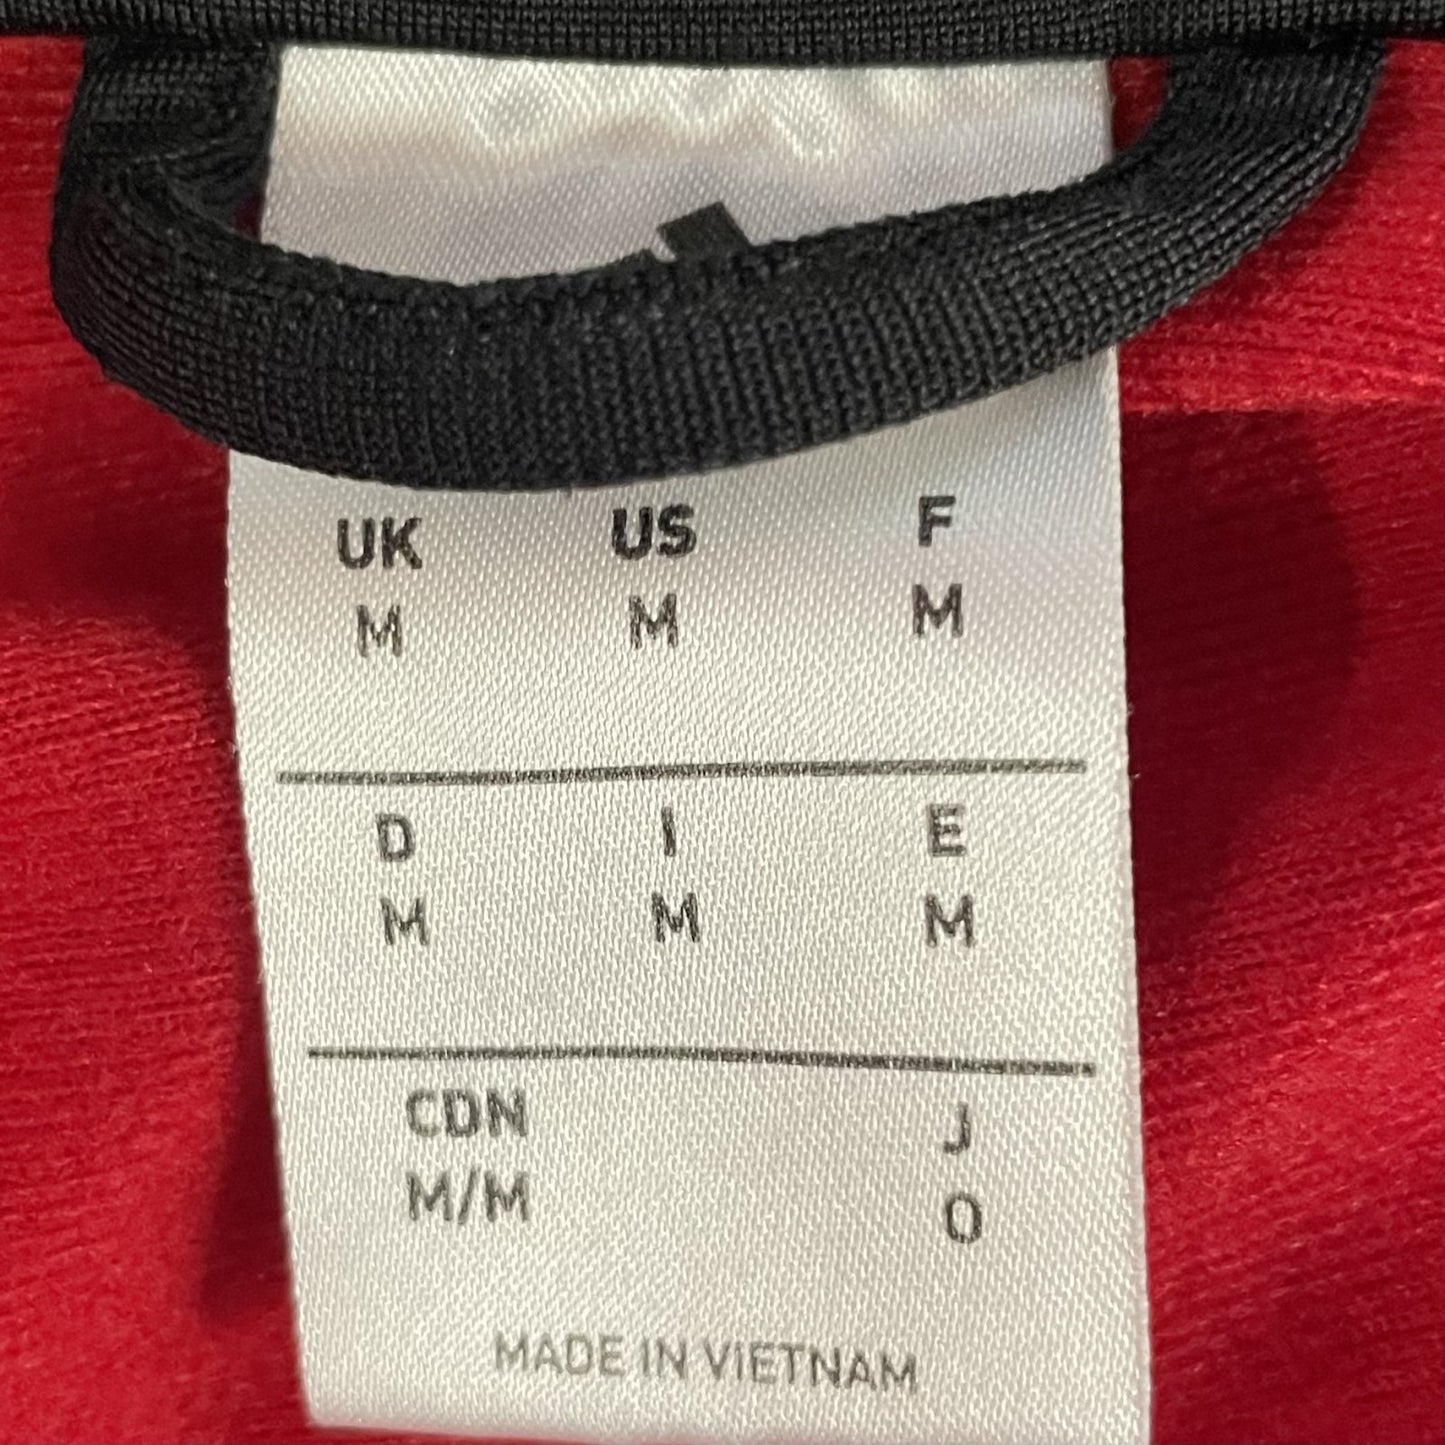 UK US F
M M M
D I E
M M M
CDN J
M/M O
MADE IN VIETNAM